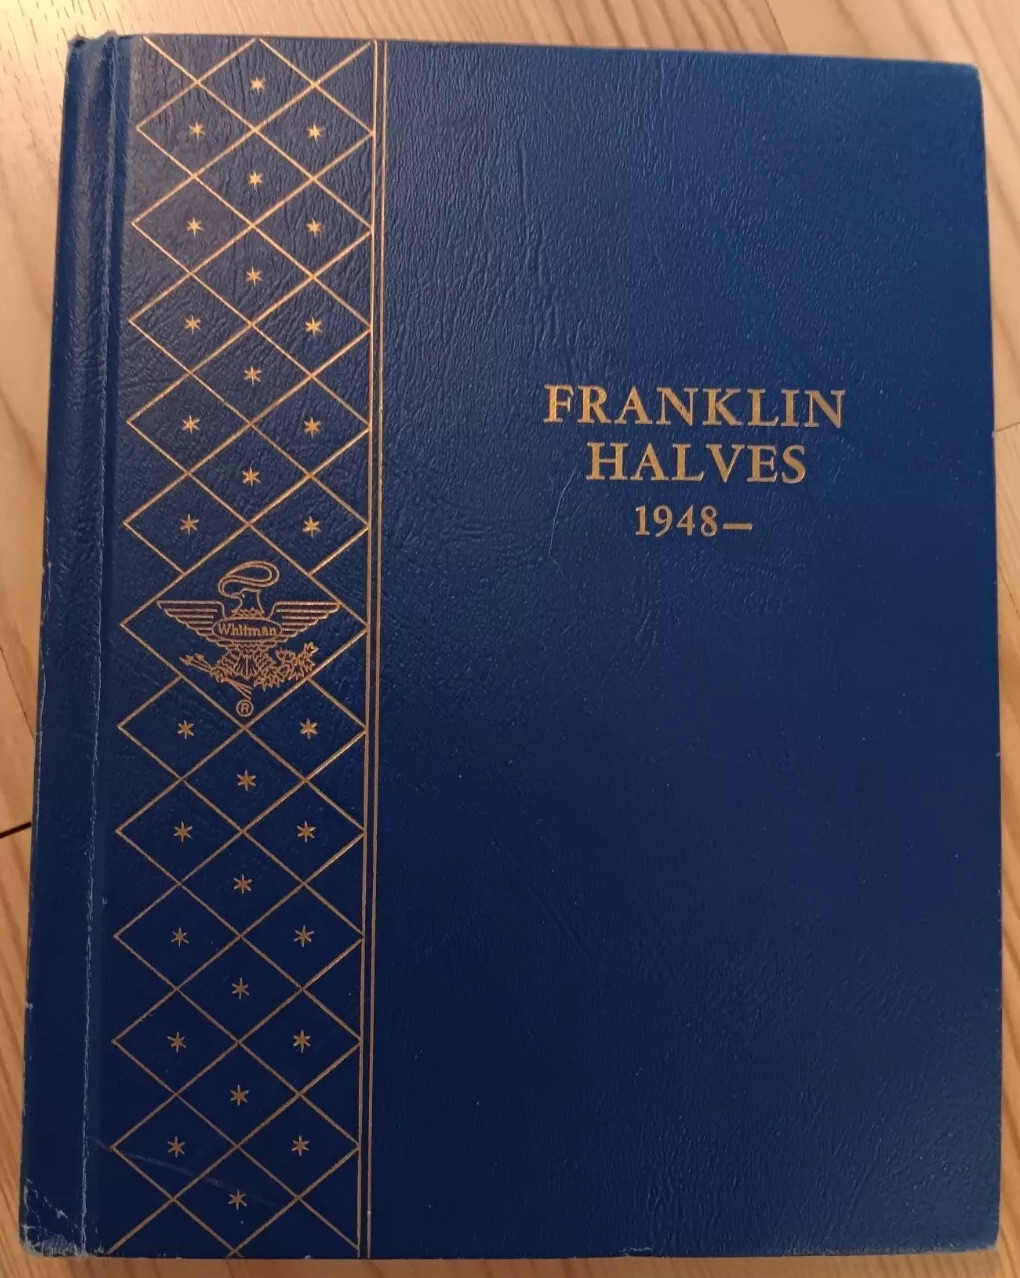 FRANKLIN
HALVES
1948—
Whitman
®